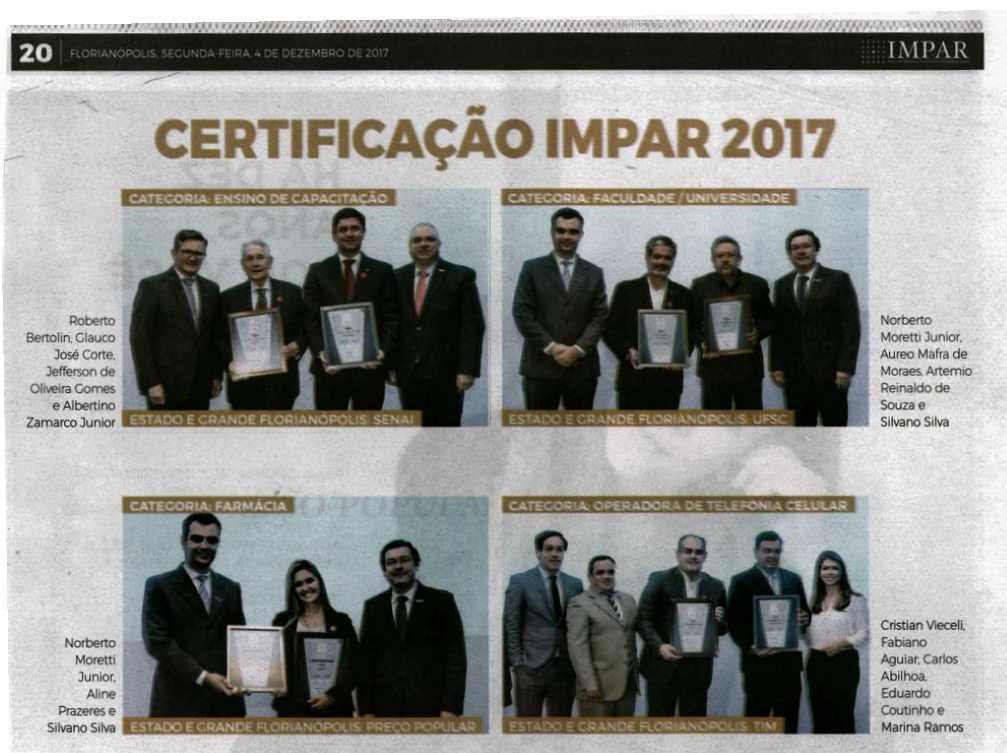 20 FLORIANÓPOLIS, SEGUNDA-FEIRA, 4 DE DEZEMBRO DE 2017
IMPAR
CERTIFICAÇÃO IMPAR 2017
CATEGORIA: ENSINO DE CAPACITAÇÃO
Roberto
Bertolin, Glauco
José Corte,
Jefferson de
Oliveira Gomes
e Albertino
Zamarco Junior
ESTADO E GRANDE FLORIANÓPOLIS: SENAI
CATEGORIA: FACULDADE / UNIVERSIDADE
Norberto
Moretti Junior,
Aureo Mafra de
Moraes, Artemio
Reinaldo de
Souza e
Silvano Silva
ESTADO E GRANDE FLORIANÓPOLIS: UFSC
CATEGORIA: FARMÁCIA
Norberto
Moretti
Junior,
Aline
Prazeres e
Silvano Silva
ESTADO E GRANDE FLORIANÓPOLIS: PREÇO POPULAR
CATEGORIA: OPERADORA DE TELEFONIA CELULAR
Cristian Vieceli,
Fabiano
Aguiar, Carlos
Abilhoa,
Eduardo
Coutinho e
Marina Ramos
ESTADO E GRANDE FLORIANÓPOLIS: TIM